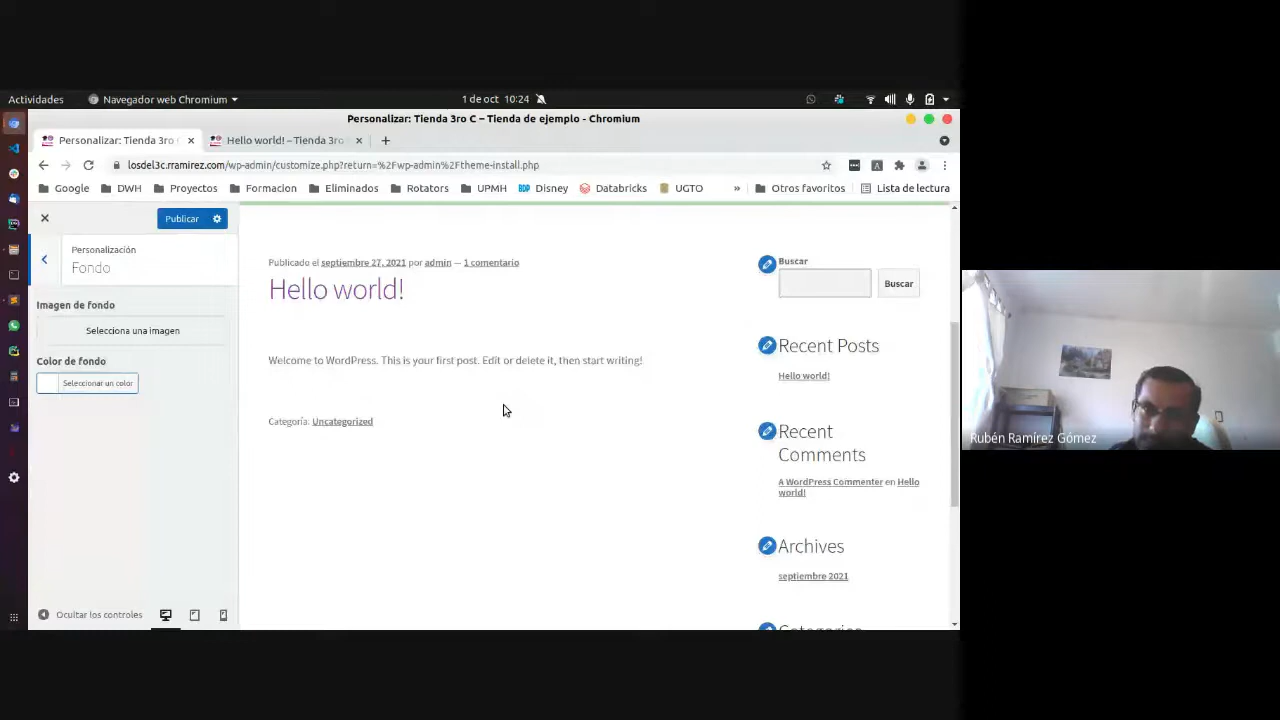 Actividades
Navegador web Chromium
1 de oct 10:24
Personalizar: Tienda 3ro C – Tienda de ejemplo - Chromium
Personalizar: Tienda 3ro
Hello world! – Tienda 3ro
losdel3c.rramirez.com/wp-admin/customize.php?return=%2Fwp-admin%2Ftheme-install.php
Google
DWH
Proyectos
Formacion
Eliminados
Rotators
UPMH
Disney
Databricks
UGTO
»
Otros favoritos
Lista de lectura
Publicar
Personalización
Fondo
Imagen de fondo
Selecciona una imagen
Color de fondo
Seleccionar un color
Ocultar los controles
Publicado el septiembre 27, 2021 por admin — 1 comentario
Hello world!
Welcome to WordPress. This is your first post. Edit or delete it, then start writing!
Categoría: Uncategorized
Buscar
Buscar
Recent Posts
Hello world!
Recent
Comments
A WordPress Commenter en Hello
world!
Archives
septiembre 2021
Categories
Rubén Ramírez Gómez